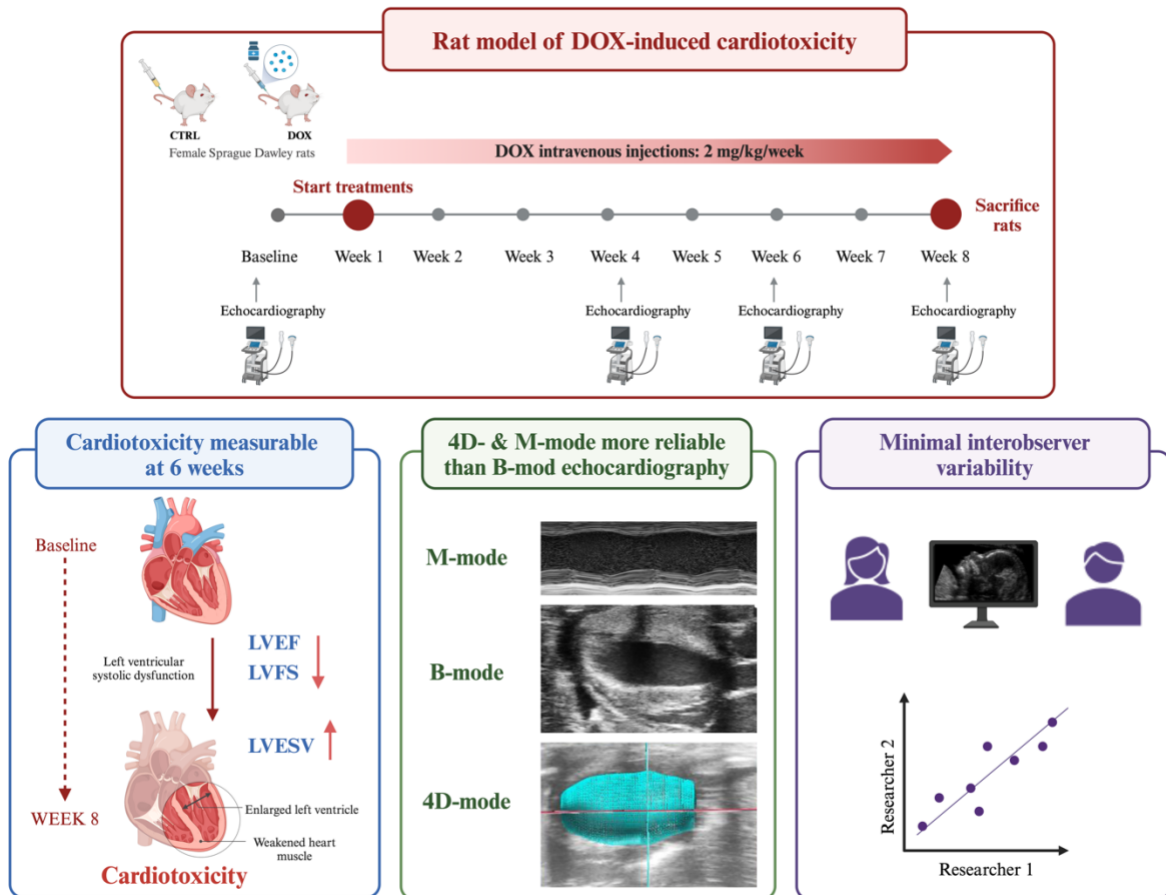 Rat model of DOX-induced cardiotoxicity
CTRL
DOX
Female Sprague Dawley rats
DOX intravenous injections: 2 mg/kg/week
Start treatments
Sacrifice
rats
Baseline
Week 1
Week 2
Week 3
Week 4
Week 5
Week 6
Week 7
Week 8
Echocardiography
Echocardiography
Echocardiography
Echocardiography
Cardiotoxicity measurable
at 6 weeks
Baseline
Left ventricular
systolic dysfunction
LVEF
LVFS
LVESV
WEEK 8
Enlarged left ventricle
Weakened heart
muscle
Cardiotoxicity
4D- & M-mode more reliable
than B-mod echocardiography
M-mode
B-mode
4D-mode
Minimal interobserver
variability
Researcher 2
Researcher 1